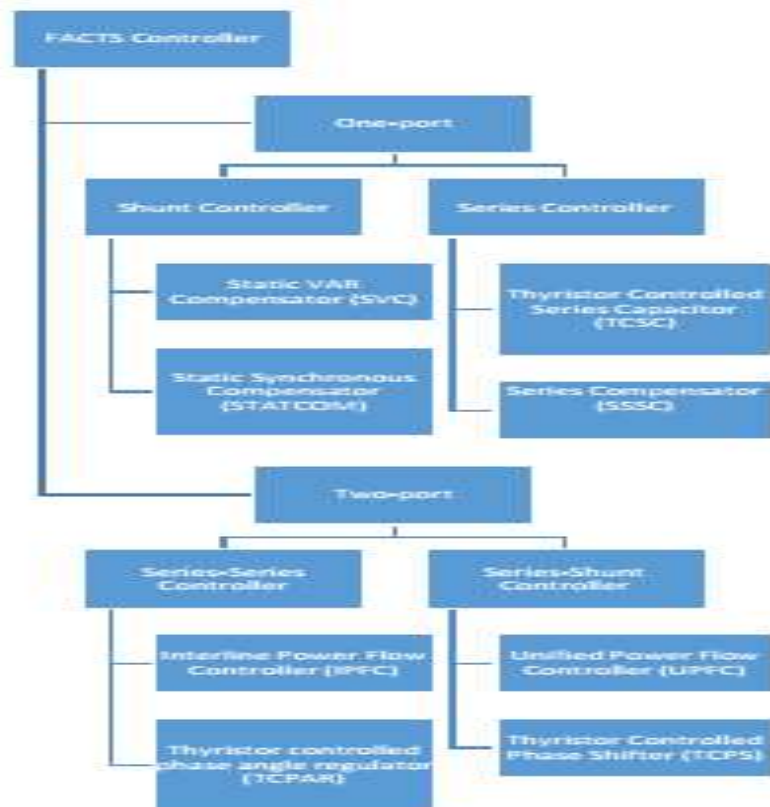 FACTS Controller
One-port
Shunt Controller
Series Controller
Static VAR
Compensator (SVC)
Thyristor Controlled
Series Capacitor
(TCSC)
Static Synchronous
Compensator
(STATCOM)
Series Compensator
(SSSC)
Two-port
Series-Series
Controller
Series-Shunt
Controller
Interline Power Flow
Controller (IPFC)
Unified Power Flow
Controller (UPFC)
Thyristor controlled
phase angle regulator
(TCPAR)
Thyristor Controlled
Phase Shifter (TCPS)